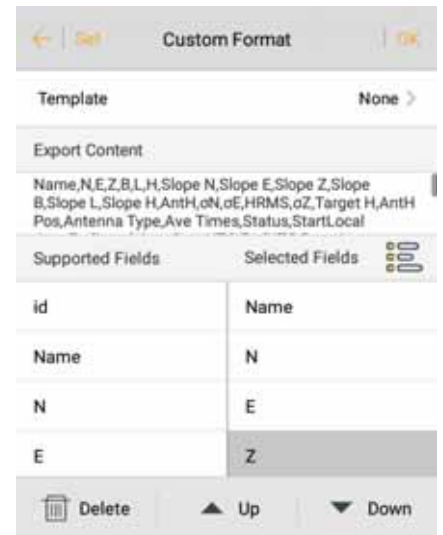 Set Custom Format OK
Template None
Export Content
Name,N,E,Z,B,L,H,Slope N,Slope E,Slope Z,Slope
B,Slope L,Slope H,AntH,σN,σE,HRMS,σZ,Target H,AntH
Pos,Antenna Type,Ave Times,Status,StartLocal
Supported Fields Selected Fields
id Name
Name N
N E
E Z
Delete Up Down